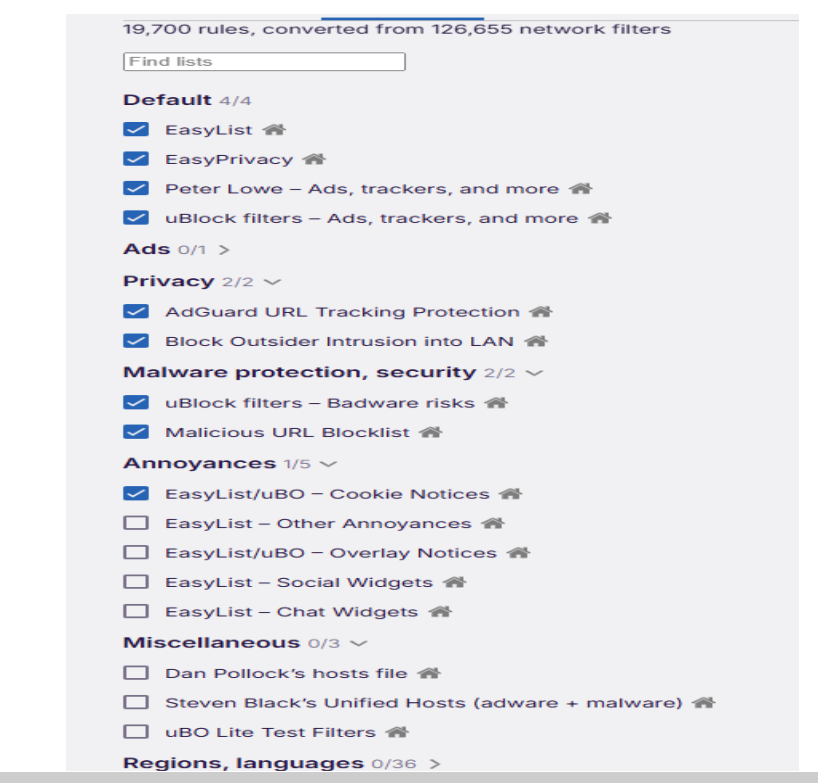 19,700 rules, converted from 126,655 network filters
Find lists
Default 4/4
EasyList
EasyPrivacy
Peter Lowe – Ads, trackers, and more
uBlock filters – Ads, trackers, and more
Ads 0/1
Privacy 2/2
AdGuard URL Tracking Protection
Block Outsider Intrusion into LAN
Malware protection, security 2/2
uBlock filters – Badware risks
Malicious URL Blocklist
Annoyances 1/5
EasyList/uBO – Cookie Notices
EasyList – Other Annoyances
EasyList/uBO – Overlay Notices
EasyList – Social Widgets
EasyList – Chat Widgets
Miscellaneous 0/3
Dan Pollock’s hosts file
Steven Black’s Unified Hosts (adware + malware)
uBO Lite Test Filters
Regions, languages 0/36